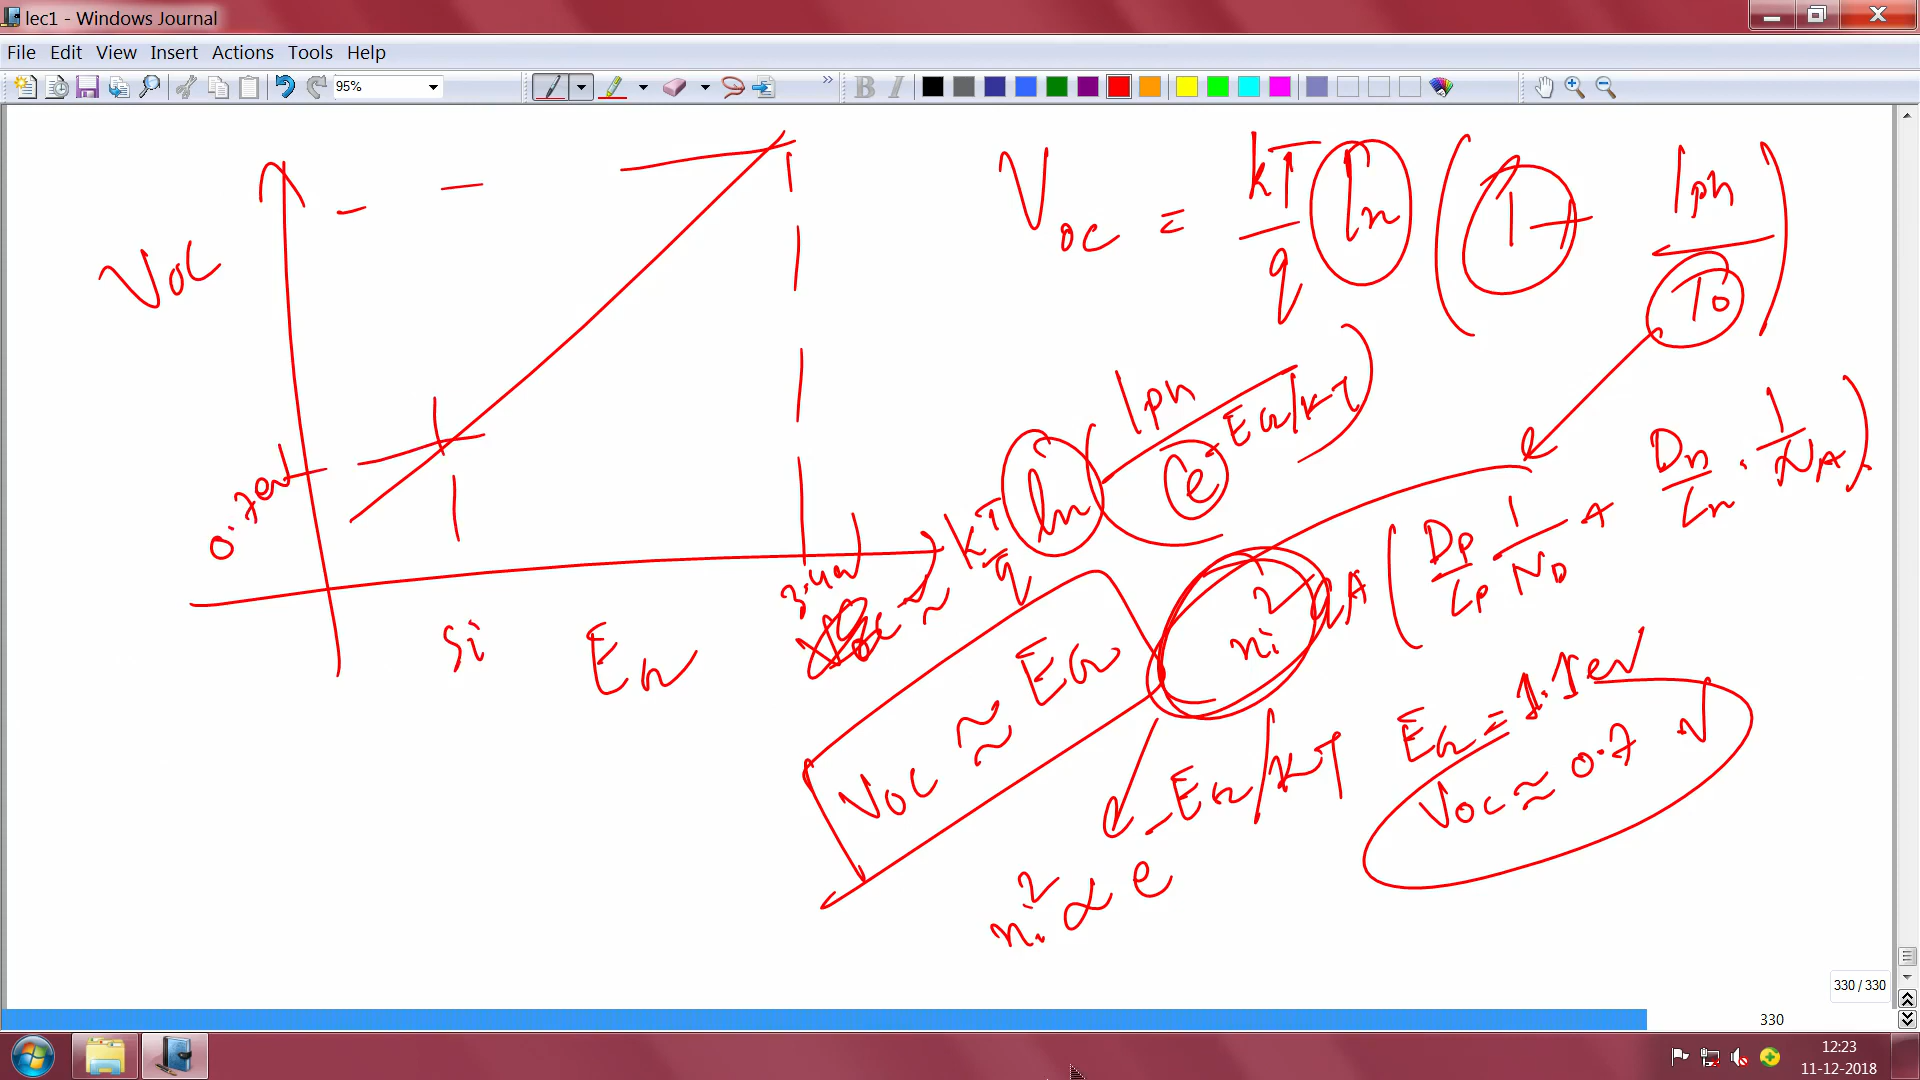 lec1 - Windows Journal
File Edit View Insert Actions Tools Help
95%
B I
Voc
Voc = kT/q ln (1 + Iph/I0)
0.7eV
Si
EG
3.4eV
kT/q ln (Iph/e^-EG/kT)
ni² qA (Dp/Lp 1/ND + Dn/Ln . 1/NA)
Voc ≈ EG
ni² ∝ e^-EG/kT
EG = 1.1eV
Voc ≈ 0.7 V
330 / 330
330
12:23
11-12-2018